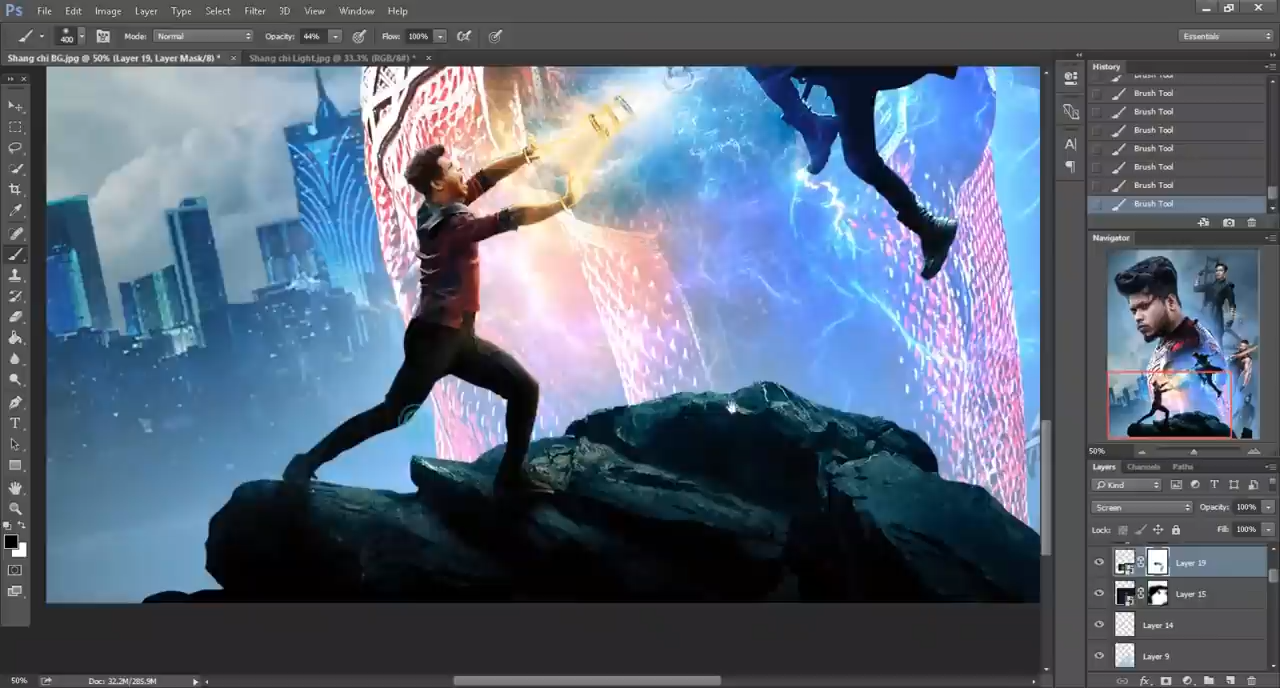 Ps File Edit Image Layer Type Select Filter 3D View Window Help
400 Mode: Normal Opacity: 44% Flow: 100% Essentials
Shang chi BG.jpg @ 50% (Layer 19, Layer Mask/8) * × Shang chi Light.jpg @ 33.3% (RGB/8#) * ×
History
Brush Tool
Brush Tool
Brush Tool
Brush Tool
Brush Tool
Brush Tool
Brush Tool
Brush Tool
Navigator
50%
Layers Channels Paths
Kind
Screen Opacity: 100%
Lock: Fill: 100%
Layer 19
Layer 15
Layer 14
Layer 9
50% Doc: 32.2M/285.9M